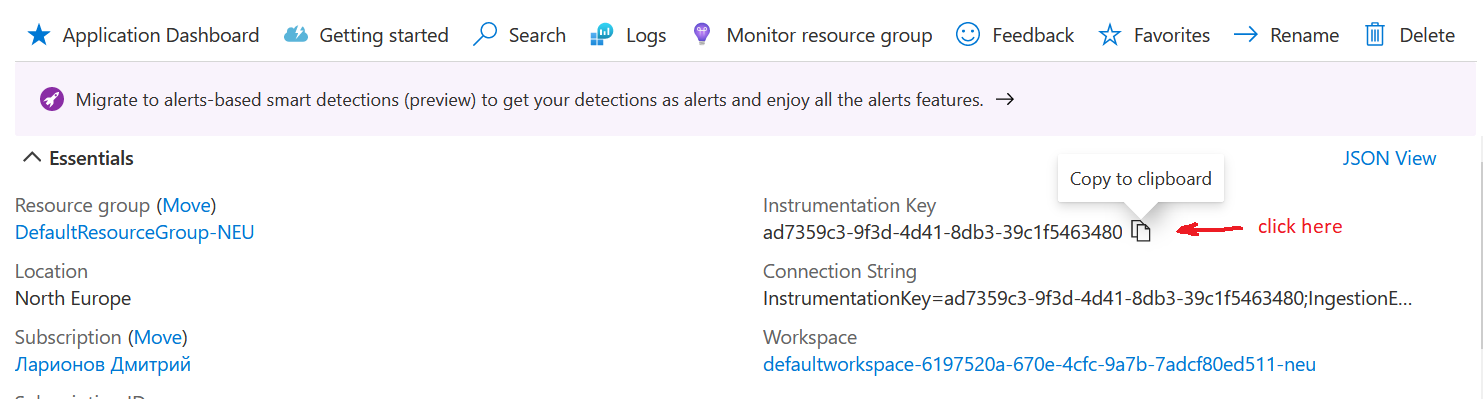 Application Dashboard Getting started Search Logs Monitor resource group Feedback Favorites Rename Delete
Migrate to alerts-based smart detections (preview) to get your detections as alerts and enjoy all the alerts features. →
Essentials
JSON View
Copy to clipboard
Resource group (Move)
DefaultResourceGroup-NEU
Location
North Europe
Subscription (Move)
Ларионов Дмитрий
Instrumentation Key
ad7359c3-9f3d-4d41-8db3-39c1f5463480
click here
Connection String
InstrumentationKey=ad7359c3-9f3d-4d41-8db3-39c1f5463480;IngestionE...
Workspace
defaultworkspace-6197520a-670e-4cfc-9a7b-7adcf80ed511-neu